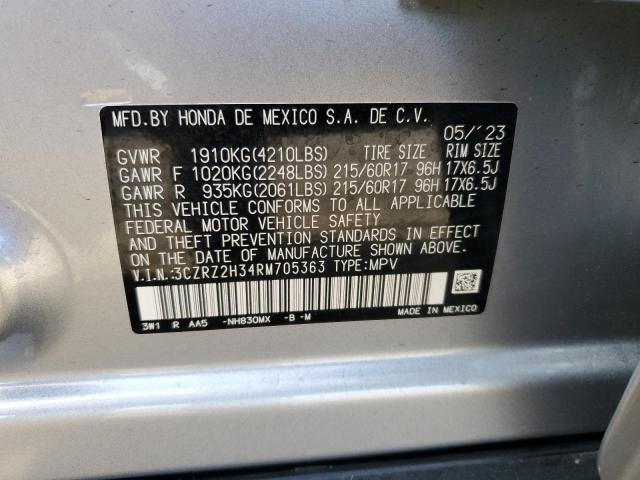 MFD.BY HONDA DE MEXICO S.A. DE C.V.
05/'23
GVWR 1910KG(4210LBS) TIRE SIZE RIM SIZE
GAWR F 1020KG(2248LBS) 215/60R17 96H 17X6.5J
GAWR R 935KG(2061LBS) 215/60R17 96H 17X6.5J
THIS VEHICLE CONFORMS TO ALL APPLICABLE
FEDERAL MOTOR VEHICLE SAFETY
AND THEFT PREVENTION STANDARDS IN EFFECT
ON THE DATE OF MANUFACTURE SHOWN ABOVE.
V.I.N.:3CZRZ2H34RM705363 TYPE:MPV
3W1 R AA5 -NH830MX -B -M MADE IN MEXICO